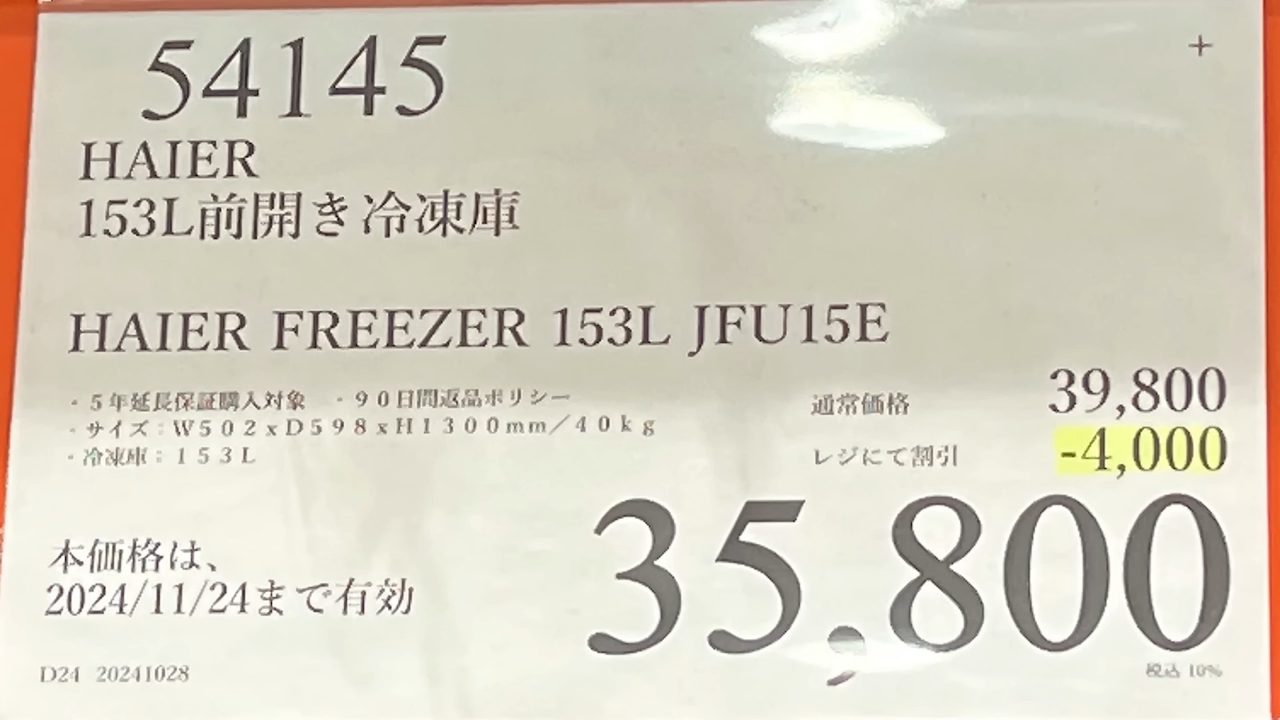 54145
+
HAIER
153L前開き冷凍庫
HAIER FREEZER 153L JFU15E
・5年延長保証購入対象 ・90日間返品ポリシー
・サイズ：W502xD598xH1300mm／40kg
・冷凍庫：153L
通常価格 39,800
レジにて割引 -4,000
35,800
本価格は、
2024/11/24まで有効
D24 20241028
税込 10%